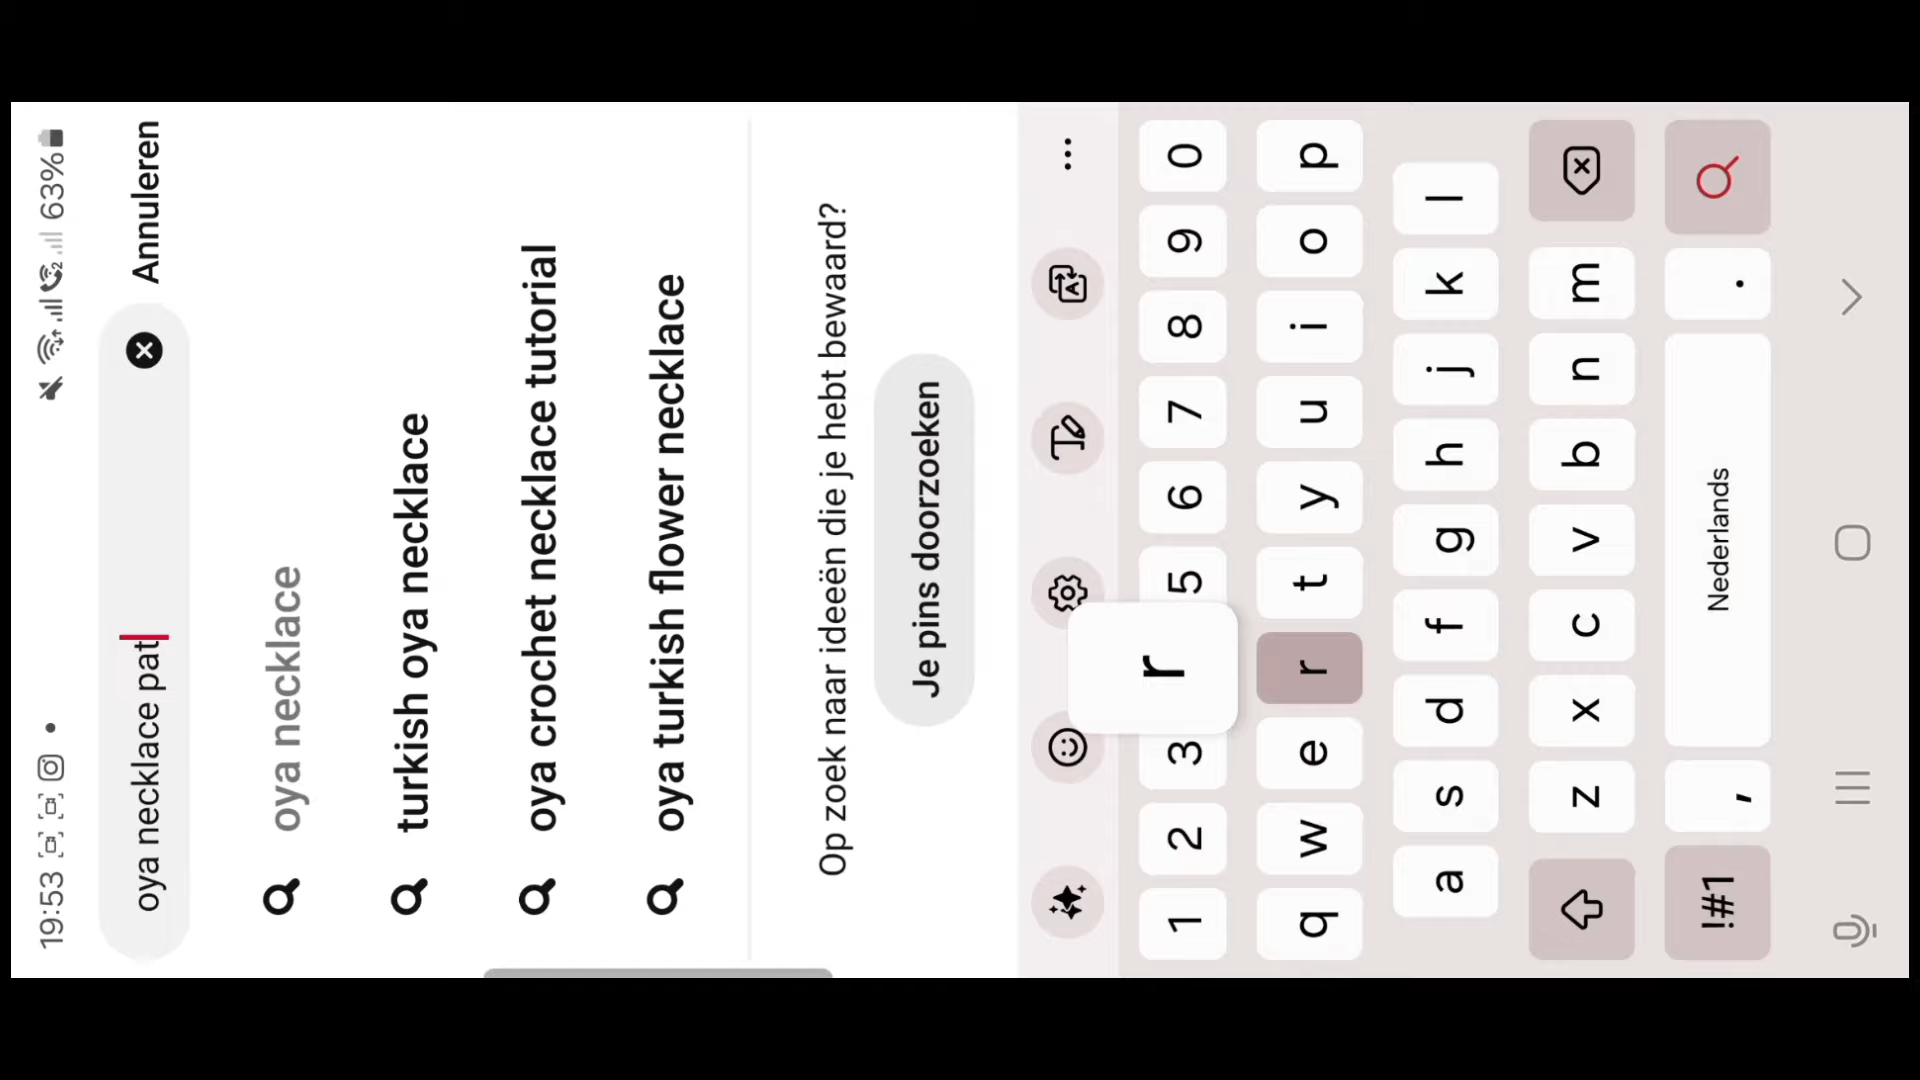 19:53 63%
oya necklace pat Annuleren
oya necklace
turkish oya necklace
oya crochet necklace tutorial
oya turkish flower necklace
Op zoek naar ideeën die je hebt bewaard?
Je pins doorzoeken
r
1 2 3 5 6 7 8 9 0
q w e r t y u i o p
a s d f g h j k l
z x c v b n m
!#1 , Nederlands .